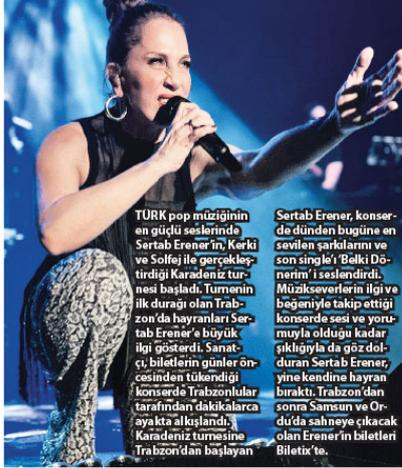 TÜRK pop müziğinin
en güçlü seslerinde
Sertab Erener'in, Kerki
ve Solfej ile gerçekleş-
tirdiği Karadeniz tur-
nesi başladı. Turnenin
ilk durağı olan Trab-
zon'da hayranları Ser-
tab Erener'e büyük
ilgi gösterdi. Sanat-
çı, biletlerin günler ön-
cesinden tükendiği
konserde Trabzonlular
tarafından dakikalarca
ayakta alkışlandı.
Karadeniz turnesine
Trabzon'dan başlayan
Sertab Erener, konser-
de dünden bugüne en
sevilen şarkılarını ve
son single'ı 'Belki Dö-
nerim' i seslendirdi.
Müzikseverlerin ilgi ve
beğeniyle takip ettiği
konserde sesi ve yoru-
muyla olduğu kadar
şıklığıyla da göz dol-
duran Sertab Erener,
yine kendine hayran
bıraktı. Trabzon'dan
sonra Samsun ve Or-
du'da sahneye çıkacak
olan Erener'in biletleri
Biletix'te.